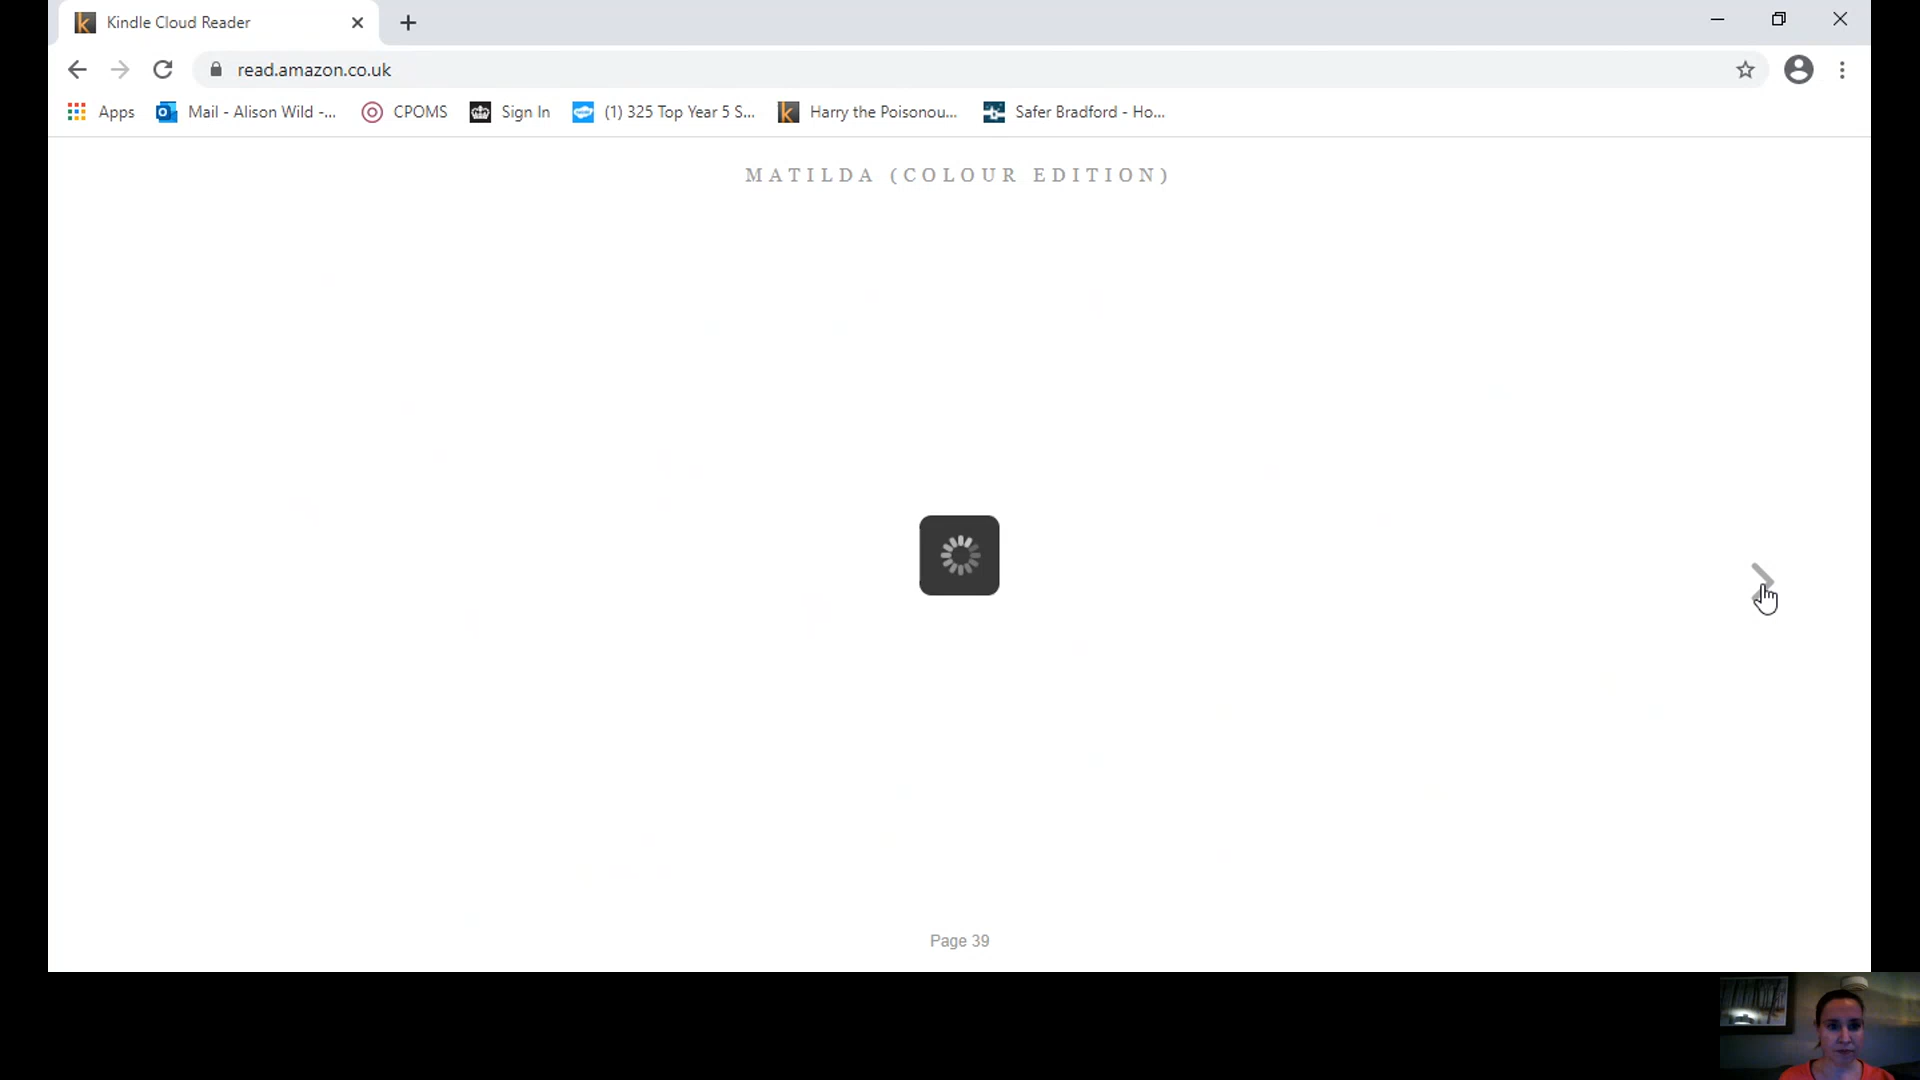 Kindle Cloud Reader
read.amazon.co.uk
Apps Mail - Alison Wild -... CPOMS Sign In (1) 325 Top Year 5 S... Harry the Poisonou... Safer Bradford - Ho...
MATILDA (COLOUR EDITION)
Page 39